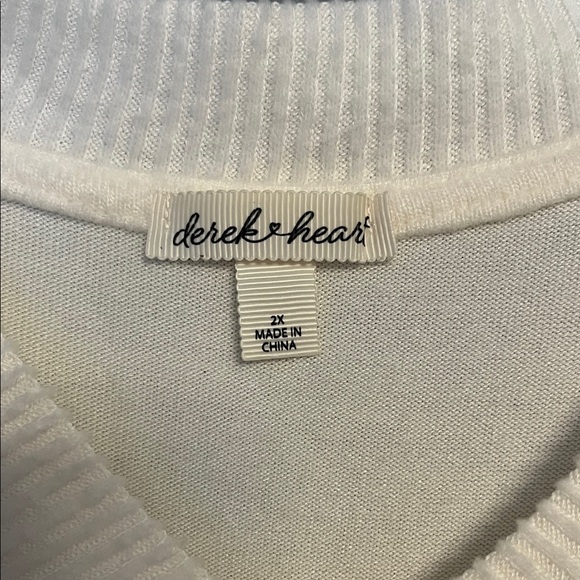 derek heart
2X
MADE IN
CHINA